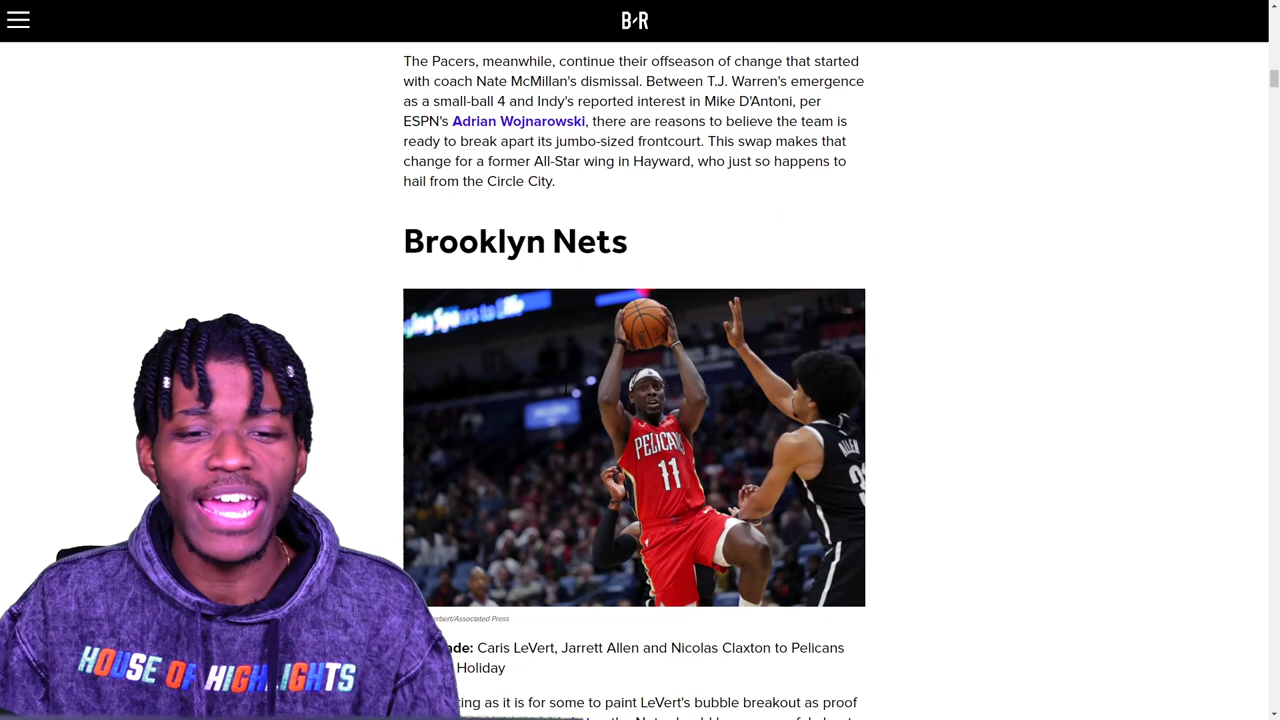 B/R
The Pacers, meanwhile, continue their offseason of change that started
with coach Nate McMillan's dismissal. Between T.J. Warren's emergence
as a small-ball 4 and Indy's reported interest in Mike D'Antoni, per
ESPN's Adrian Wojnarowski, there are reasons to believe the team is
ready to break apart its jumbo-sized frontcourt. This swap makes that
change for a former All-Star wing in Hayward, who just so happens to
hail from the Circle City.
Brooklyn Nets
PELICANS
11
ALLEN
HOUSE OF HIGHLIGHTS
erbert/Associated Press
ade: Caris LeVert, Jarrett Allen and Nicolas Claxton to Pelicans
Holiday
ting as it is for some to paint LeVert's bubble breakout as proof